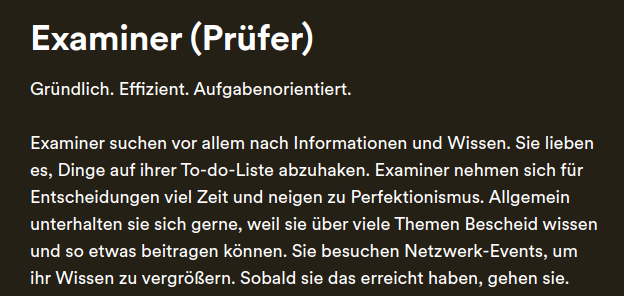 Examiner (Prüfer)
Gründlich. Effizient. Aufgabenorientiert.
Examiner suchen vor allem nach Informationen und Wissen. Sie lieben
es, Dinge auf ihrer To-do-Liste abzuhaken. Examiner nehmen sich für
Entscheidungen viel Zeit und neigen zu Perfektionismus. Allgemein
unterhalten sie sich gerne, weil sie über viele Themen Bescheid wissen
und so etwas beitragen können. Sie besuchen Netzwerk-Events, um
ihr Wissen zu vergrößern. Sobald sie das erreicht haben, gehen sie.